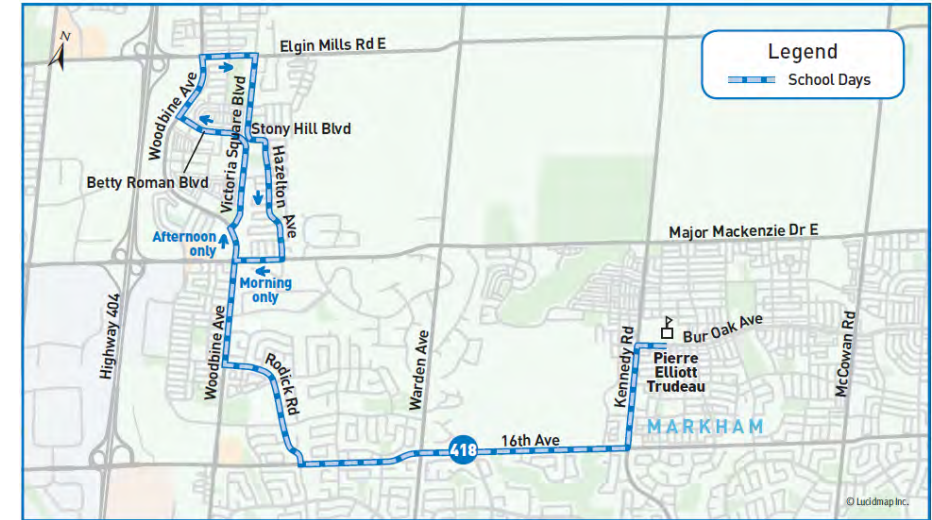 N
Elgin Mills Rd E
Legend
School Days
Woodbine Ave
Victoria Square Blvd
Stony Hill Blvd
Betty Roman Blvd
Hazelton Ave
Afternoon
only
Major Mackenzie Dr E
Morning
only
Highway 404
Woodbine Ave
Rodick Rd
Warden Ave
Kennedy Rd
Bur Oak Ave
McCowan Rd
Pierre
Elliott
Trudeau
MARKHAM
16th Ave
418
© Lucidmap Inc.